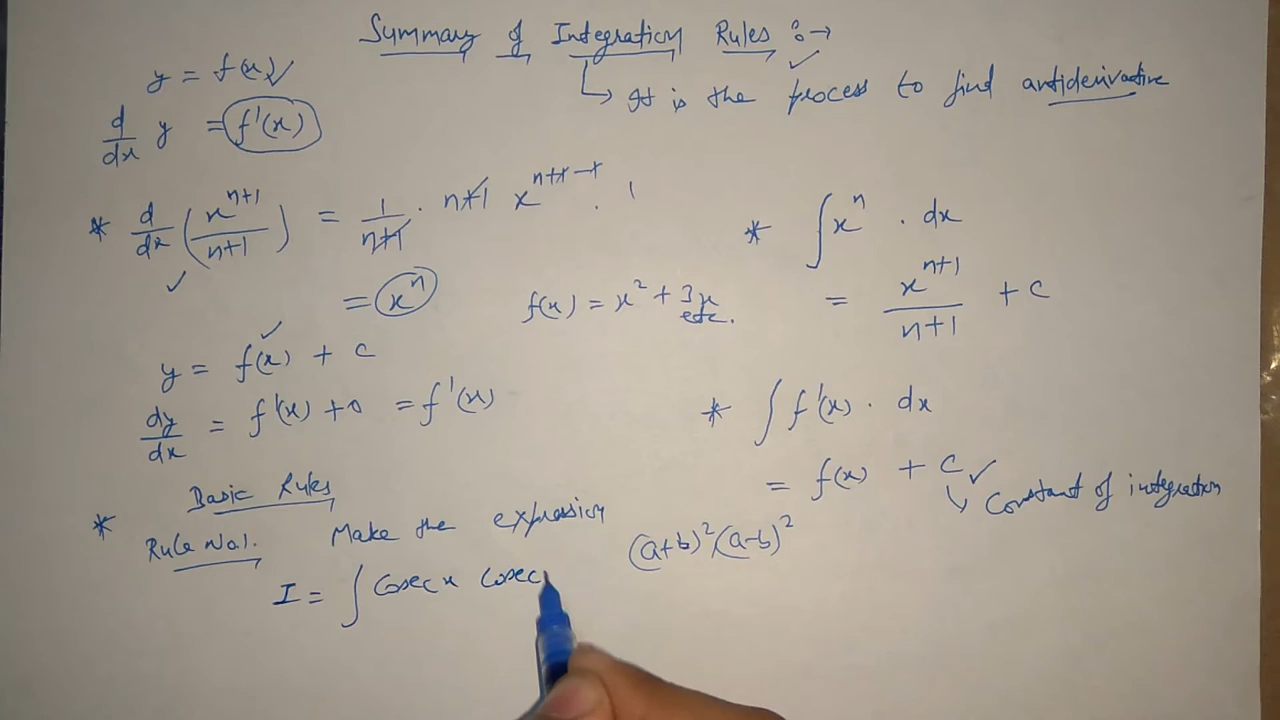 Summary of Integration Rules :→
↳ It is the process to find antiderivative
y = f(x) ✓
d/dx y = f'(x)
* d/dx (x^(n+1)/(n+1)) = 1/(n+1) · n+1 x^(n+1-1) · 1
= x^n
f(x) = x² + 3x etc.
y = f(x) + c
dy/dx = f'(x) + 0 = f'(x)
* ∫ x^n · dx
= x^(n+1)/(n+1) + c
* ∫ f'(x) · dx
= f(x) + c ✓
↳ Constant of integration
* Basic Rules
Rule No1. Make the expression
(a+b)² (a-b)²
I = ∫ Cosec x Cosec